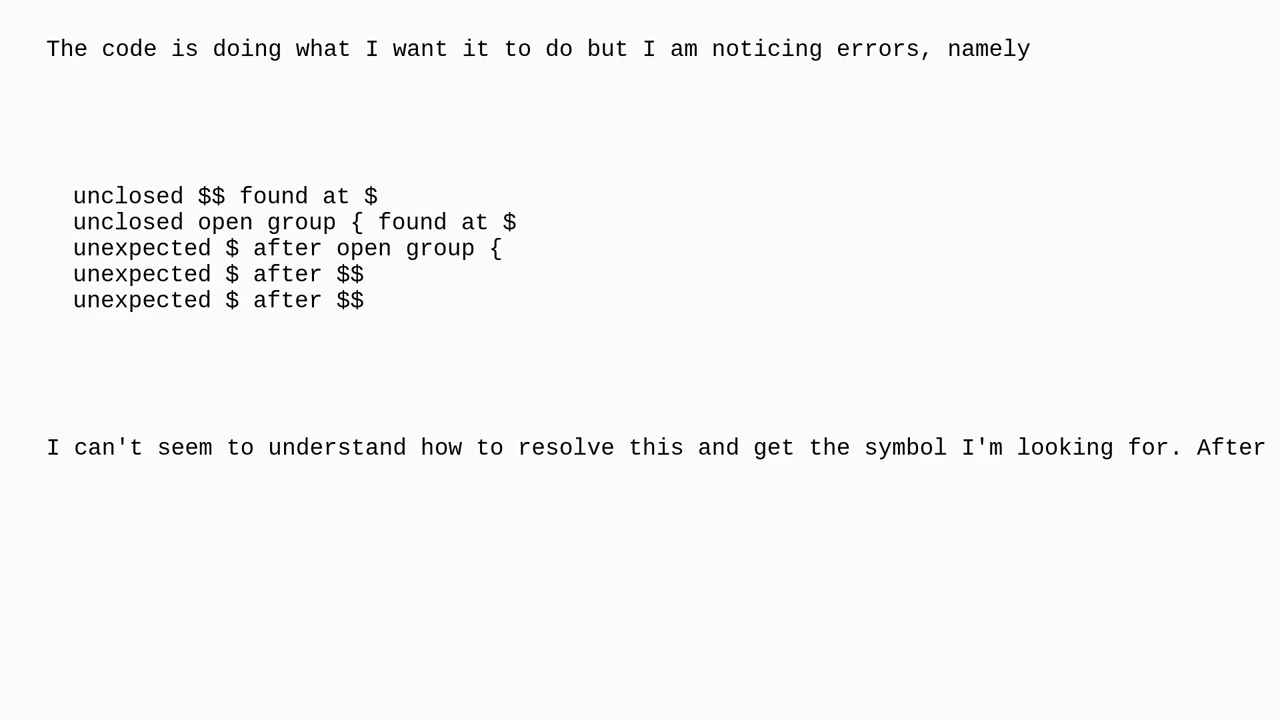 The code is doing what I want it to do but I am noticing errors, namely
unclosed $$ found at $
unclosed open group { found at $
unexpected $ after open group {
unexpected $ after $$
unexpected $ after $$
I can't seem to understand how to resolve this and get the symbol I'm looking for. After